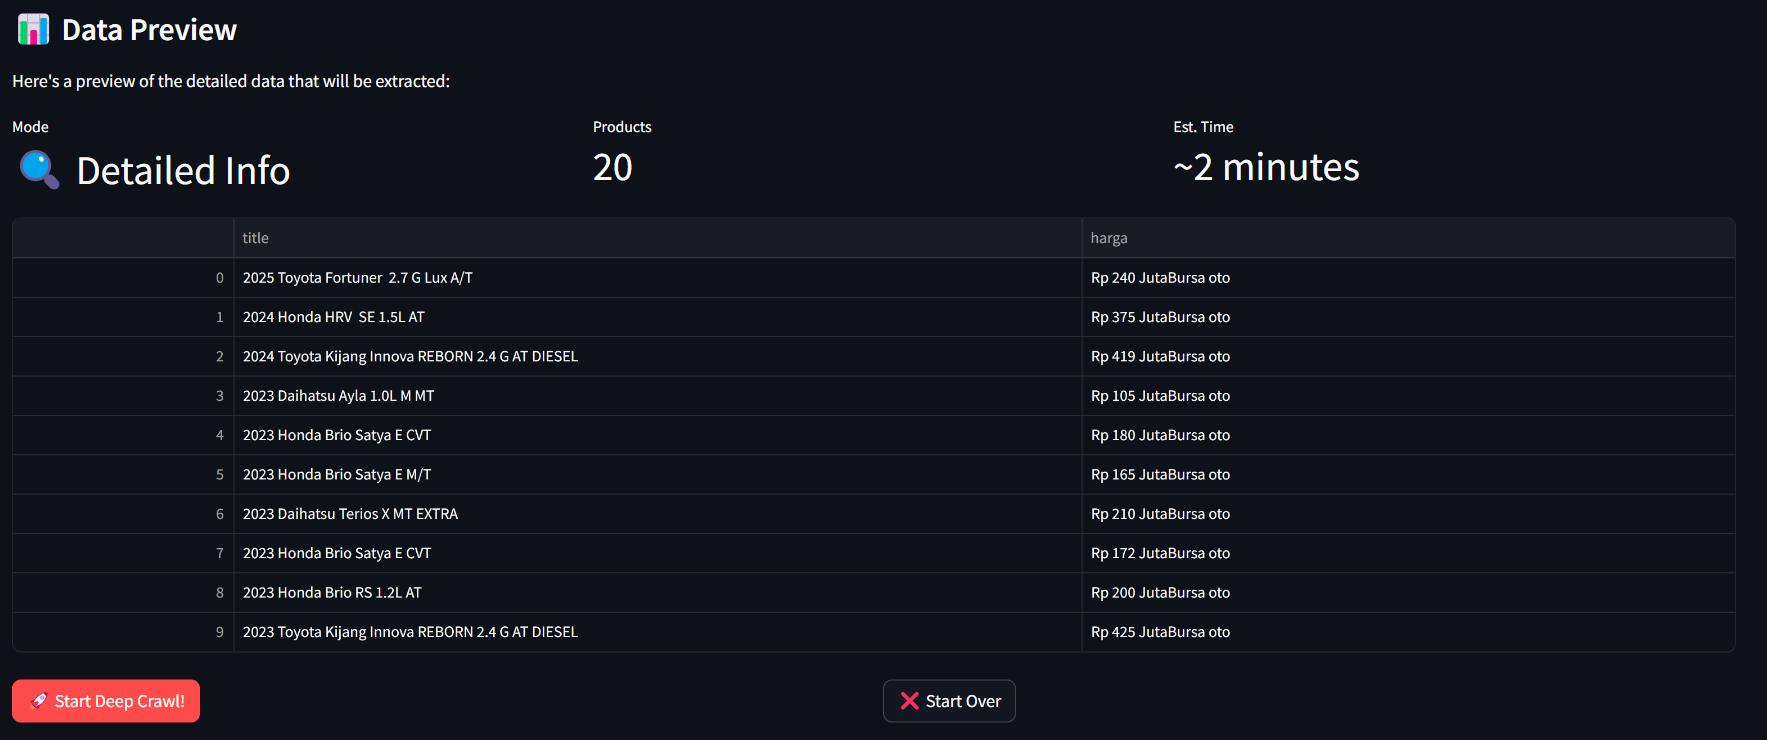 Data Preview
Here's a preview of the detailed data that will be extracted:
Mode Products Est. Time
Detailed Info 20 ~2 minutes
title harga
0 2025 Toyota Fortuner  2.7 G Lux A/T Rp 240 JutaBursa oto
1 2024 Honda HRV  SE 1.5L AT Rp 375 JutaBursa oto
2 2024 Toyota Kijang Innova REBORN 2.4 G AT DIESEL Rp 419 JutaBursa oto
3 2023 Daihatsu Ayla 1.0L M MT Rp 105 JutaBursa oto
4 2023 Honda Brio Satya E CVT Rp 180 JutaBursa oto
5 2023 Honda Brio Satya E M/T Rp 165 JutaBursa oto
6 2023 Daihatsu Terios X MT EXTRA Rp 210 JutaBursa oto
7 2023 Honda Brio Satya E CVT Rp 172 JutaBursa oto
8 2023 Honda Brio RS 1.2L AT Rp 200 JutaBursa oto
9 2023 Toyota Kijang Innova REBORN 2.4 G AT DIESEL Rp 425 JutaBursa oto
Start Deep Crawl! Start Over